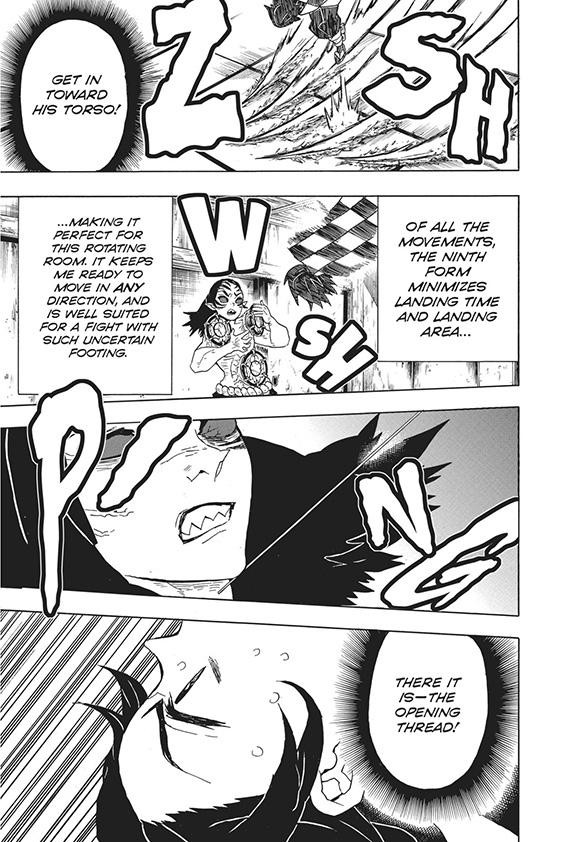 GET IN
TOWARD
HIS TORSO!
ZSH
OF ALL THE
MOVEMENTS,
THE NINTH
FORM
MINIMIZES
LANDING TIME
AND LANDING
AREA...
WSH
...MAKING IT
PERFECT FOR
THIS ROTATING
ROOM. IT KEEPS
ME READY TO
MOVE IN ANY
DIRECTION, AND
IS WELL SUITED
FOR A FIGHT WITH
SUCH UNCERTAIN
FOOTING.
PING
THERE IT
IS—THE
OPENING
THREAD!